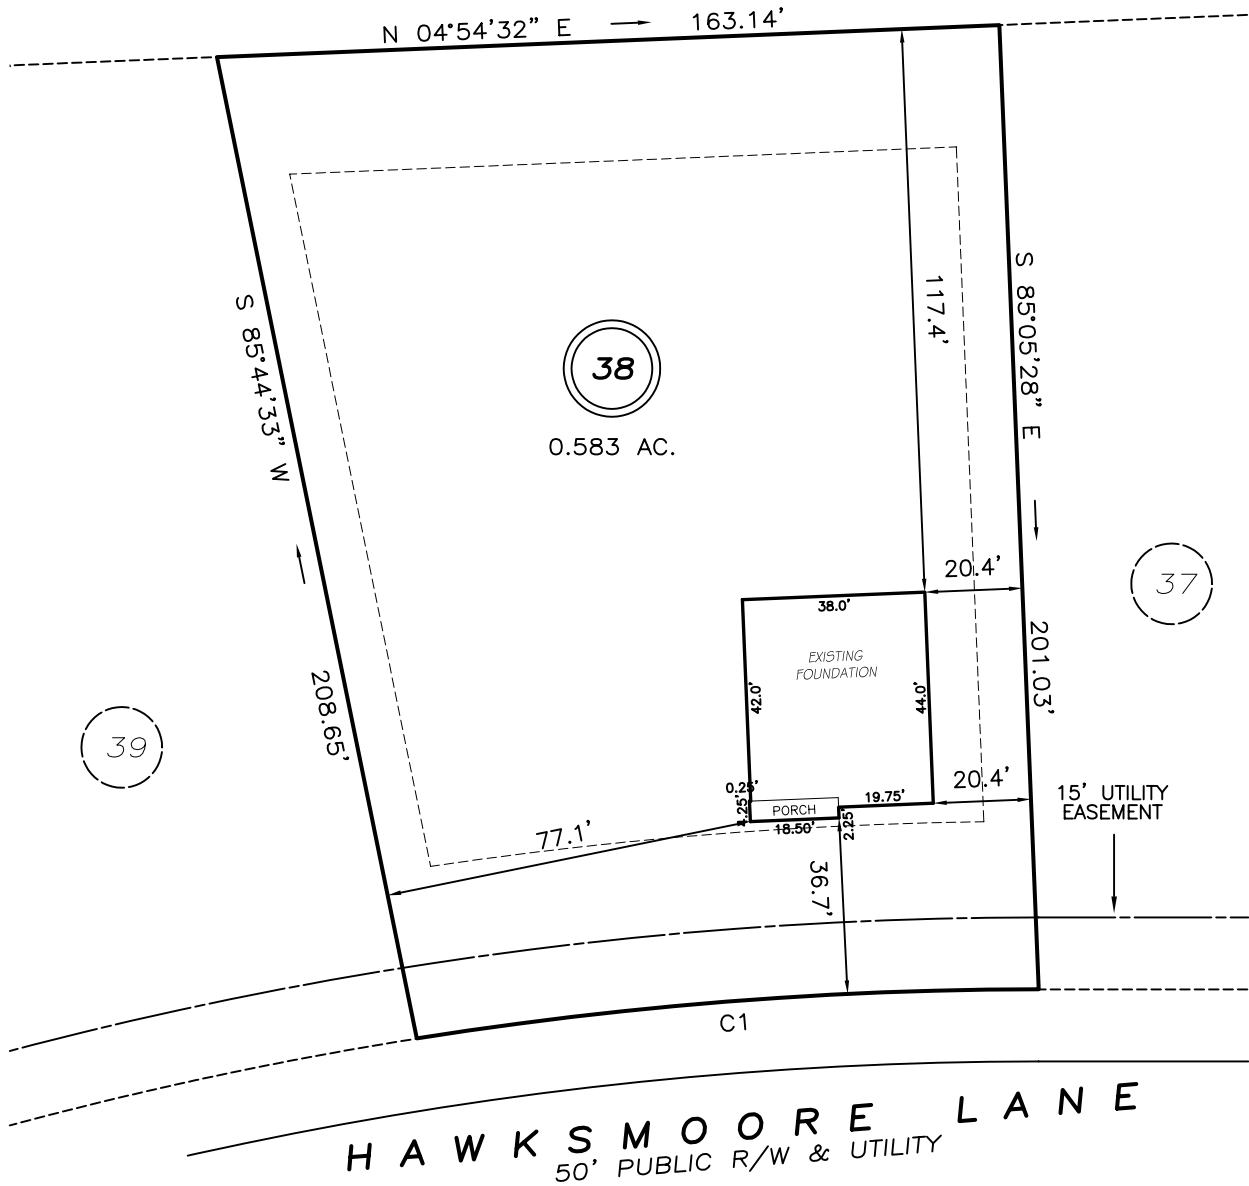 N 04°54'32" E 163.14'
S 85°44'33" W
208.65'
S 85°05'28" E
201.03'
117.4'
38
0.583 AC.
20.4'
37
38.0'
EXISTING
FOUNDATION
42.0'
44.0'
39
20.4'
15' UTILITY
EASEMENT
0.25'
4.25'
PORCH
19.75'
18.50'
2.25'
77.1'
36.7'
C1
HAWKSMOORE LANE
50' PUBLIC R/W & UTILITY